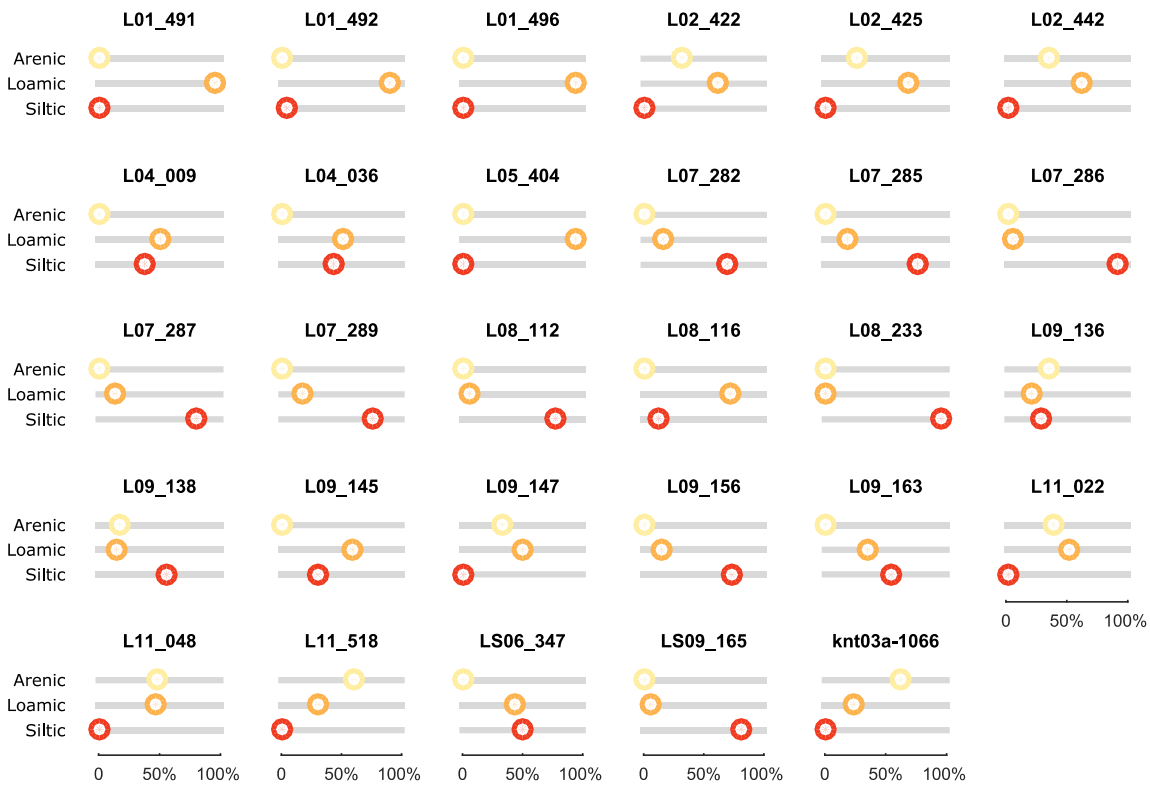 L01_491 L01_492 L01_496 L02_422 L02_425 L02_442
Arenic
Loamic
Siltic
L04_009 L04_036 L05_404 L07_282 L07_285 L07_286
Arenic
Loamic
Siltic
L07_287 L07_289 L08_112 L08_116 L08_233 L09_136
Arenic
Loamic
Siltic
L09_138 L09_145 L09_147 L09_156 L09_163 L11_022
Arenic
Loamic
Siltic
0 50% 100%
L11_048 L11_518 LS06_347 LS09_165 knt03a-1066
Arenic
Loamic
Siltic
0 50% 100% 0 50% 100% 0 50% 100% 0 50% 100% 0 50% 100%